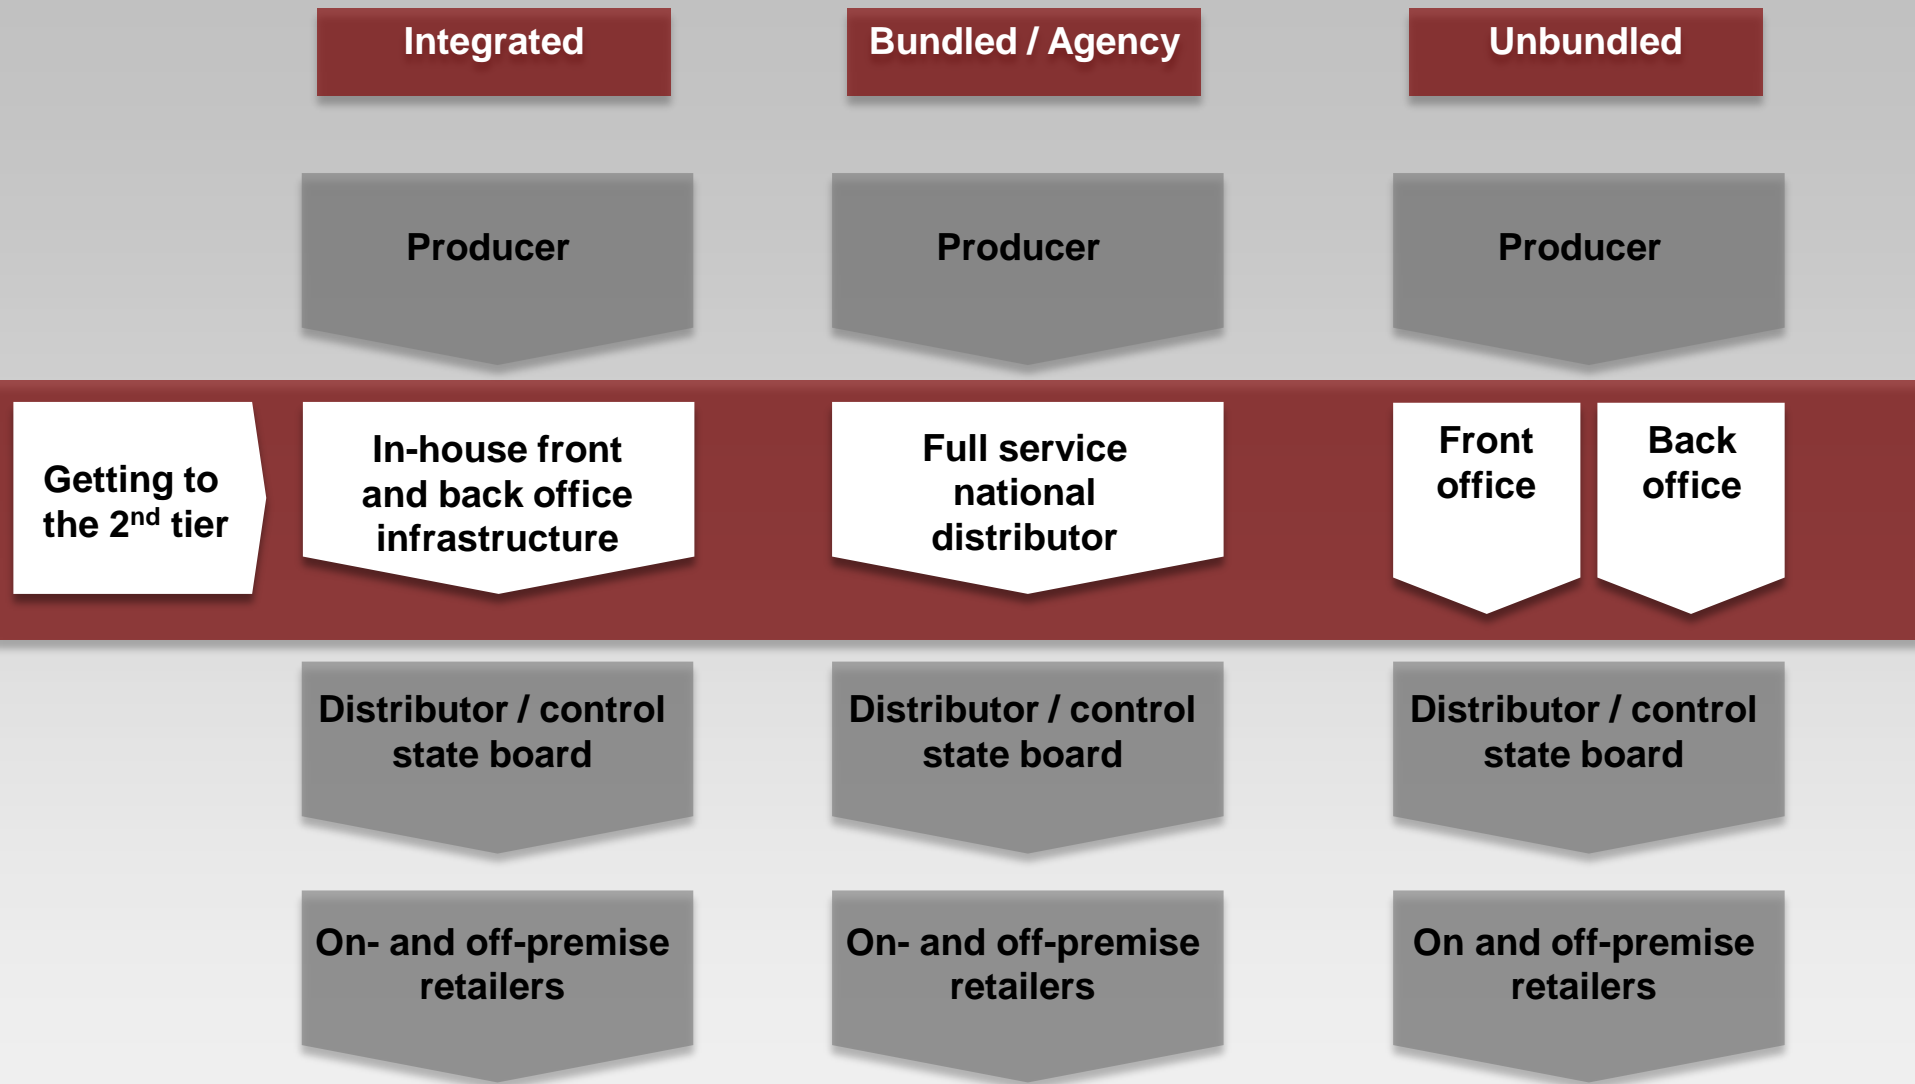 Integrated
Bundled / Agency
Unbundled
Producer
Producer
Producer
Getting to
the 2nd tier
In-house front
and back office
infrastructure
Full service
national
distributor
Front
office
Back
office
Distributor / control
state board
Distributor / control
state board
Distributor / control
state board
On- and off-premise
retailers
On- and off-premise
retailers
On and off-premise
retailers